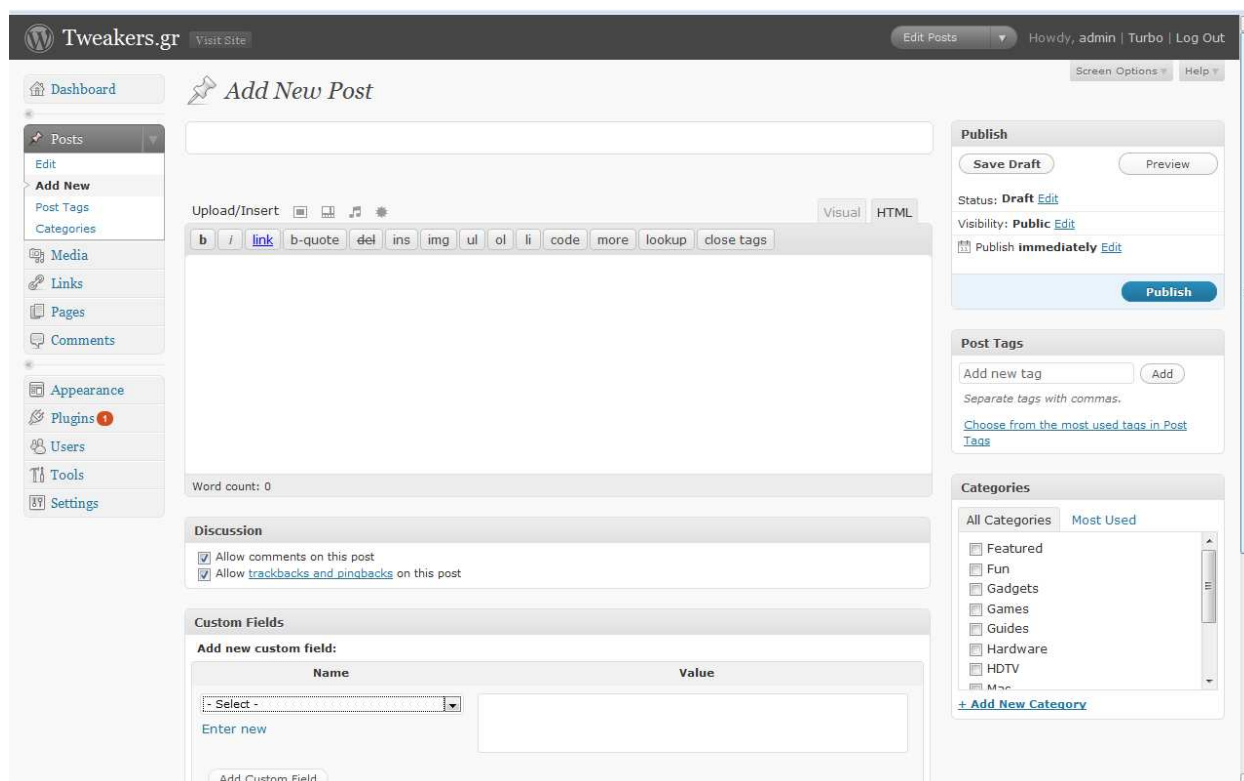 Tweakers.gr Visit Site
Edit Posts Howdy, admin | Turbo | Log Out
Screen Options Help
Dashboard
Posts
Edit
Add New
Post Tags
Categories
Media
Links
Pages
Comments
Appearance
Plugins 1
Users
Tools
Settings
Add New Post
Upload/Insert
Visual HTML
b i link b-quote del ins img ul ol li code more lookup close tags
Word count: 0
Discussion
Allow comments on this post
Allow trackbacks and pingbacks on this post
Custom Fields
Add new custom field:
Name Value
- Select -
Enter new
Add Custom Field
Publish
Save Draft Preview
Status: Draft Edit
Visibility: Public Edit
Publish immediately Edit
Publish
Post Tags
Add new tag Add
Separate tags with commas.
Choose from the most used tags in Post
Tags
Categories
All Categories Most Used
Featured
Fun
Gadgets
Games
Guides
Hardware
HDTV
Mac
+ Add New Category